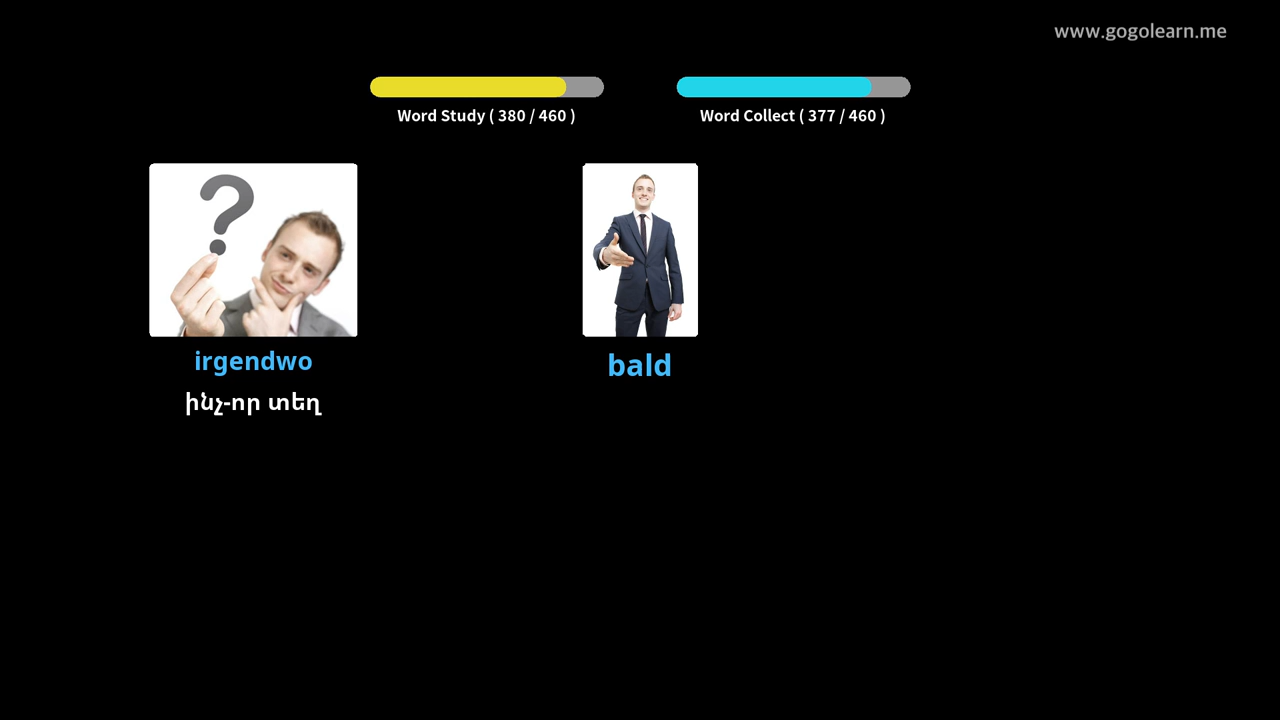 www.gogolearn.me
Word Study ( 380 / 460 )
Word Collect ( 377 / 460 )
?
irgendwo
ինչ-որ տեղ
bald